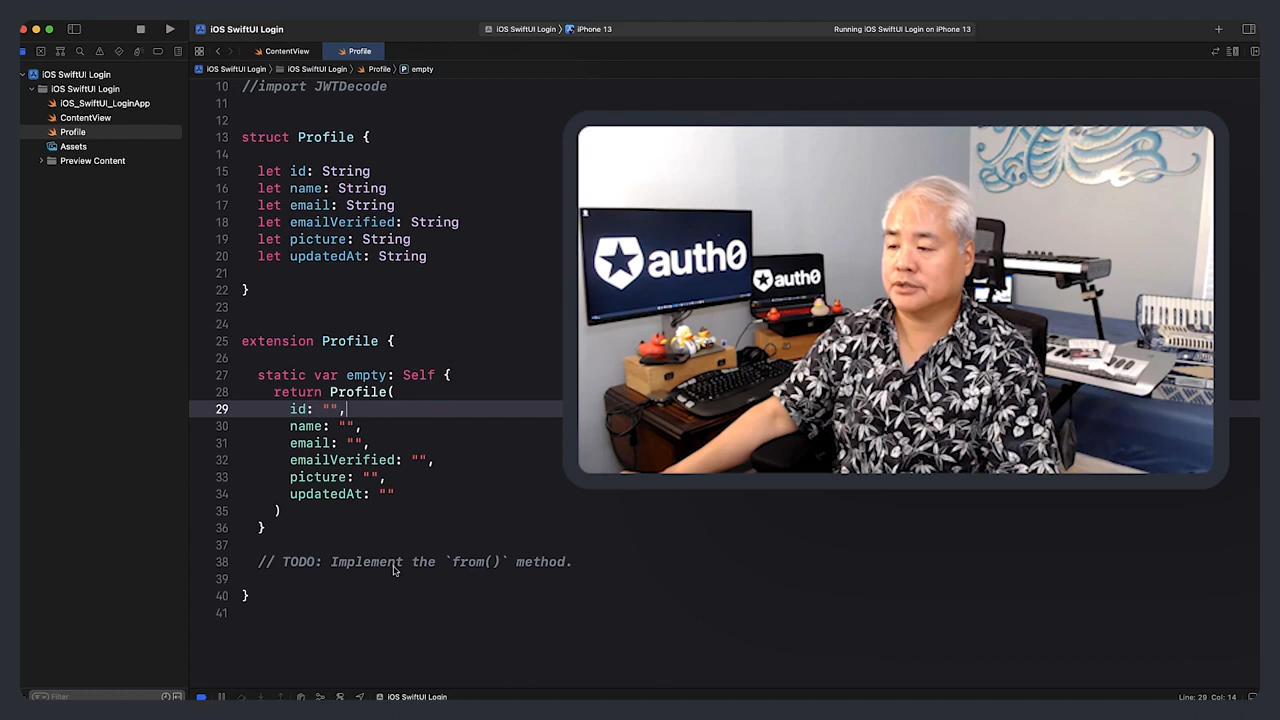 iOS SwiftUI Login
iOS SwiftUI Login
iPhone 13
Running iOS SwiftUI Login on iPhone 13
ContentView
Profile
iOS SwiftUI Login
iOS SwiftUI Login
iOS SwiftUI Login
Profile
empty
iOS SwiftUI Login
iOS_SwiftUI_LoginApp
ContentView
Profile
Assets
Preview Content
10 //import JWTDecode
11
12
13 struct Profile {
14
15 let id: String
16 let name: String
17 let email: String
18 let emailVerified: String
19 let picture: String
20 let updatedAt: String
21
22 }
23
24
25 extension Profile {
26
27 static var empty: Self {
28 return Profile(
29 id: "",
30 name: "",
31 email: "",
32 emailVerified: "",
33 picture: "",
34 updatedAt: ""
35 )
36 }
37
38 // TODO: Implement the `from()` method.
39
40 }
41
auth0
auth0
Filter
iOS SwiftUI Login
Line: 29 Col: 14